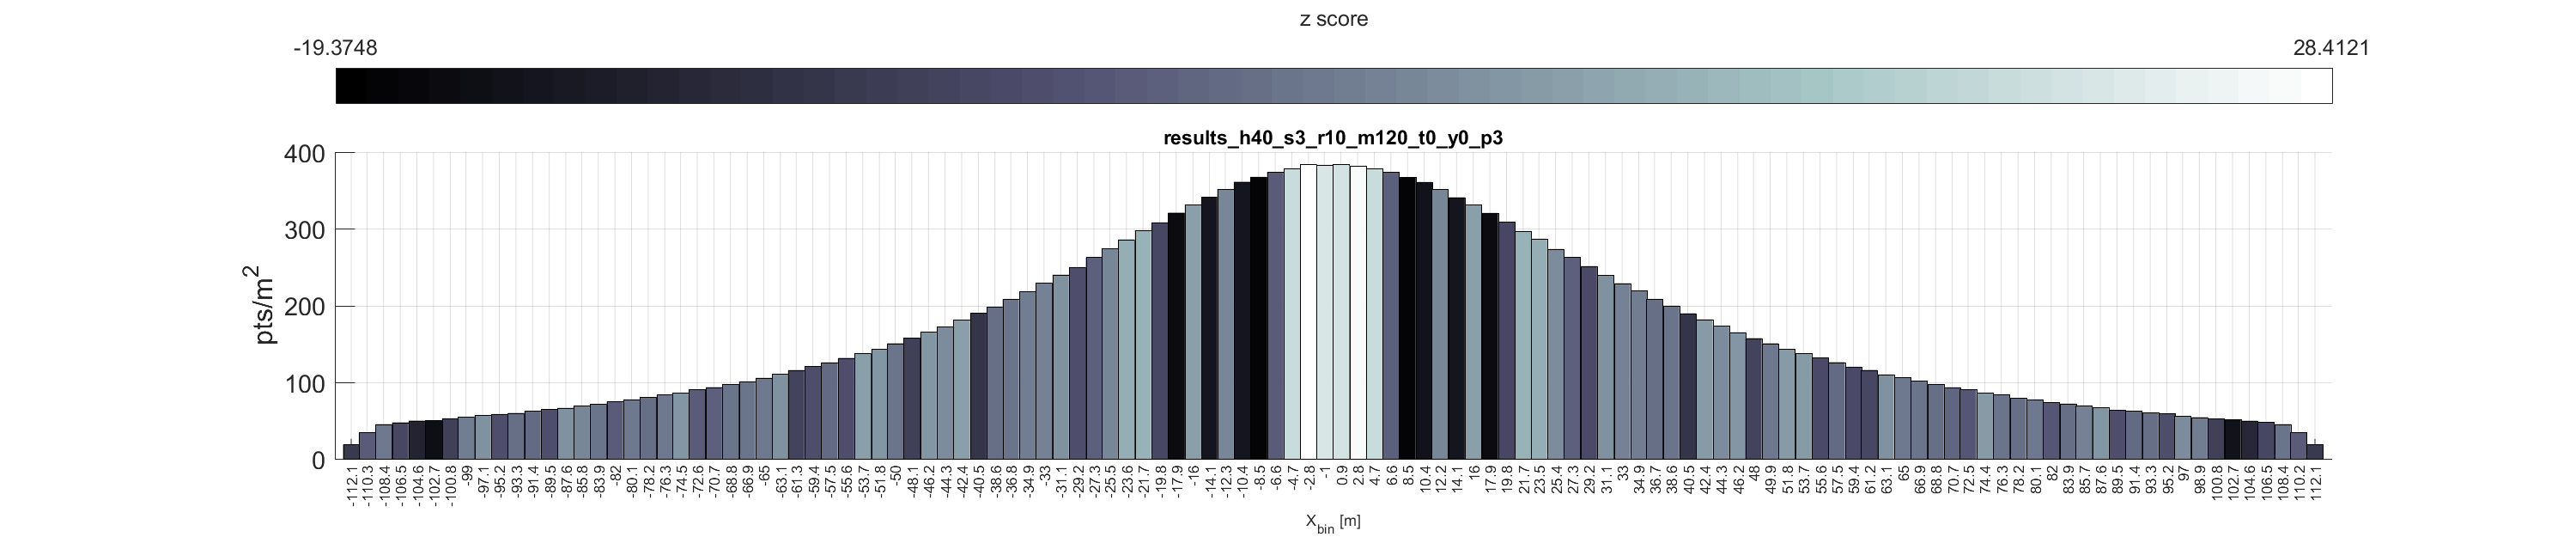 z score
-19.3748 28.4121
results_h40_s3_r10_m120_t0_y0_p3
400
300
200
100
0
pts/m2
-112.1 -110.3 -108.4 -106.5 -104.6 -102.7 -100.8 -99 -97.1 -95.2 -93.3 -91.4 -89.5 -87.6 -85.8 -83.9 -82 -80.1 -78.2 -76.3 -74.5 -72.6 -70.7 -68.8 -66.9 -65 -63.1 -61.3 -59.4 -57.5 -55.6 -53.7 -51.8 -50 -48.1 -46.2 -44.3 -42.4 -40.5 -38.6 -36.8 -34.9 -33 -31.1 -29.2 -27.3 -25.5 -23.6 -21.7 -19.8 -17.9 -16 -14.1 -12.3 -10.4 -8.5 -6.6 -4.7 -2.8 -1 0.9 2.8 4.7 6.6 8.5 10.4 12.2 14.1 16 17.9 19.8 21.7 23.5 25.4 27.3 29.2 31.1 33 34.9 36.7 38.6 40.5 42.4 44.3 46.2 48 49.9 51.8 53.7 55.6 57.5 59.4 61.2 63.1 65 66.9 68.8 70.7 72.5 74.4 76.3 78.2 80.1 82 83.9 85.7 87.6 89.5 91.4 93.3 95.2 97 98.9 100.8 102.7 104.6 106.5 108.4 110.2 112.1
Xbin [m]